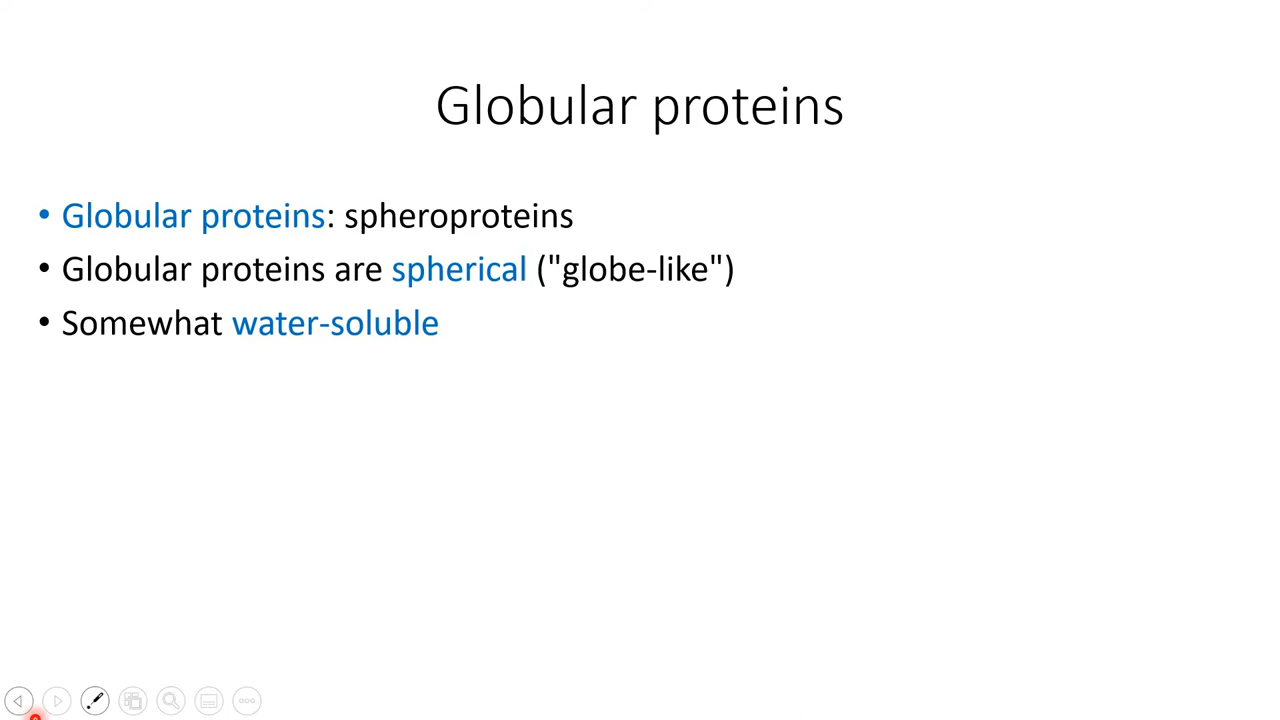 Globular proteins
• Globular proteins: spheroproteins
• Globular proteins are spherical ("globe-like")
• Somewhat water-soluble